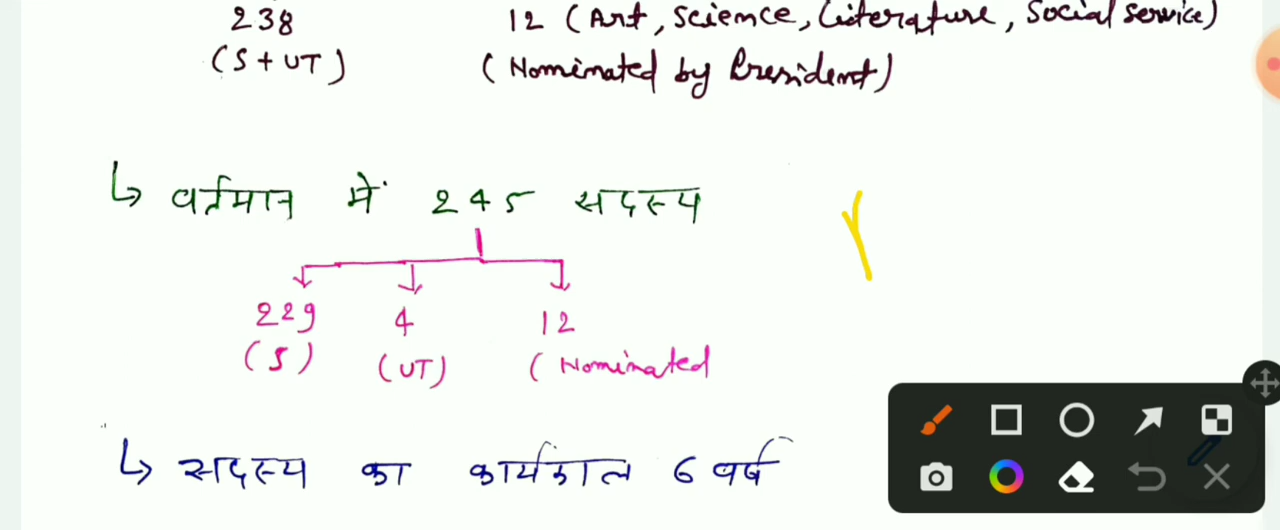 238 12 (Art, Science, Literature, Social service)
(S + UT) (Nominated by President)
↳ वर्तमान में 245 सदस्य
229 4 12
(S) (UT) (Nominated
↳ सदस्य का कार्यकाल 6 वर्ष